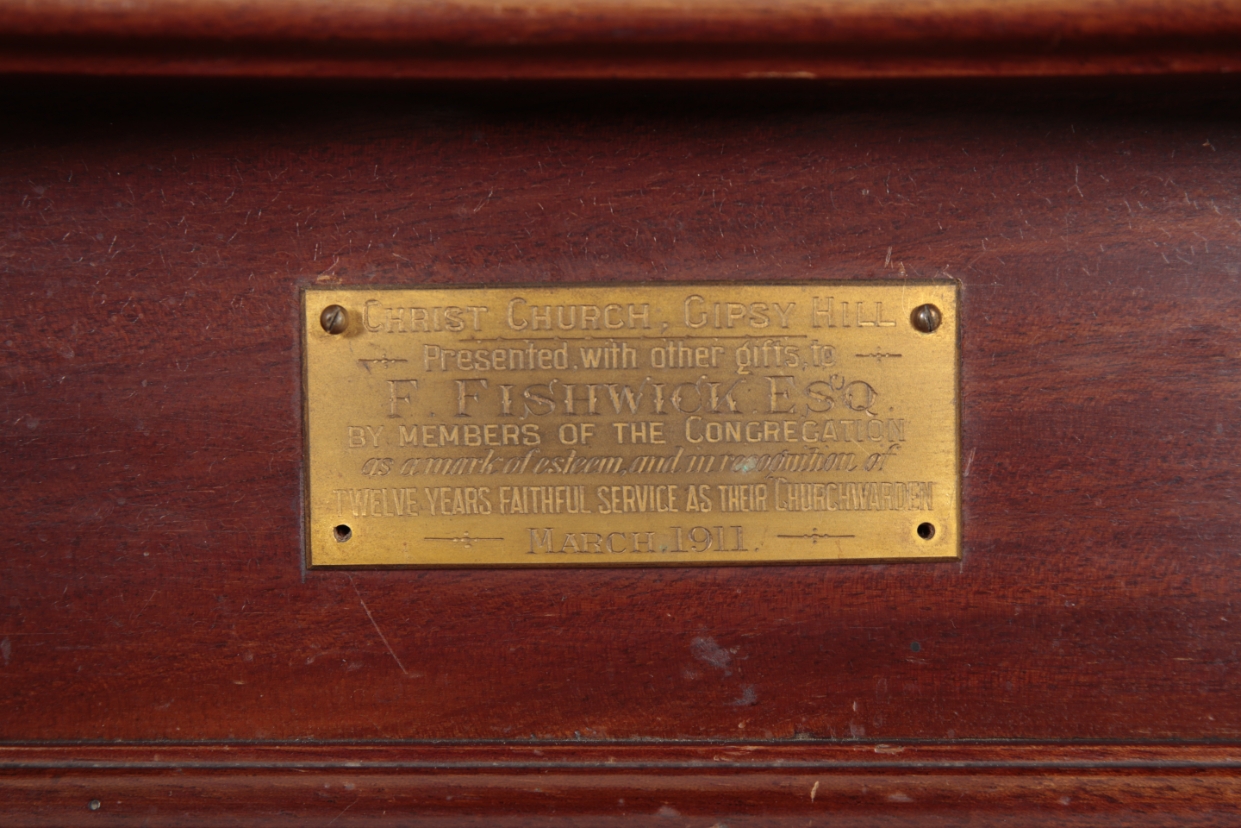 CHRIST CHURCH, GIPSY HILL
Presented, with other gifts, to
F. FISHWICK. ESQ.
BY MEMBERS OF THE CONGREGATION
as a mark of esteem, and in recognition of
TWELVE YEARS FAITHFUL SERVICE AS THEIR CHURCHWARDEN
MARCH. 1911.